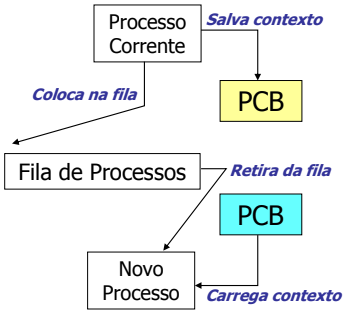 Processo
Corrente
Salva contexto
PCB
Coloca na fila
Fila de Processos
Retira da fila
PCB
Novo
Processo
Carrega contexto